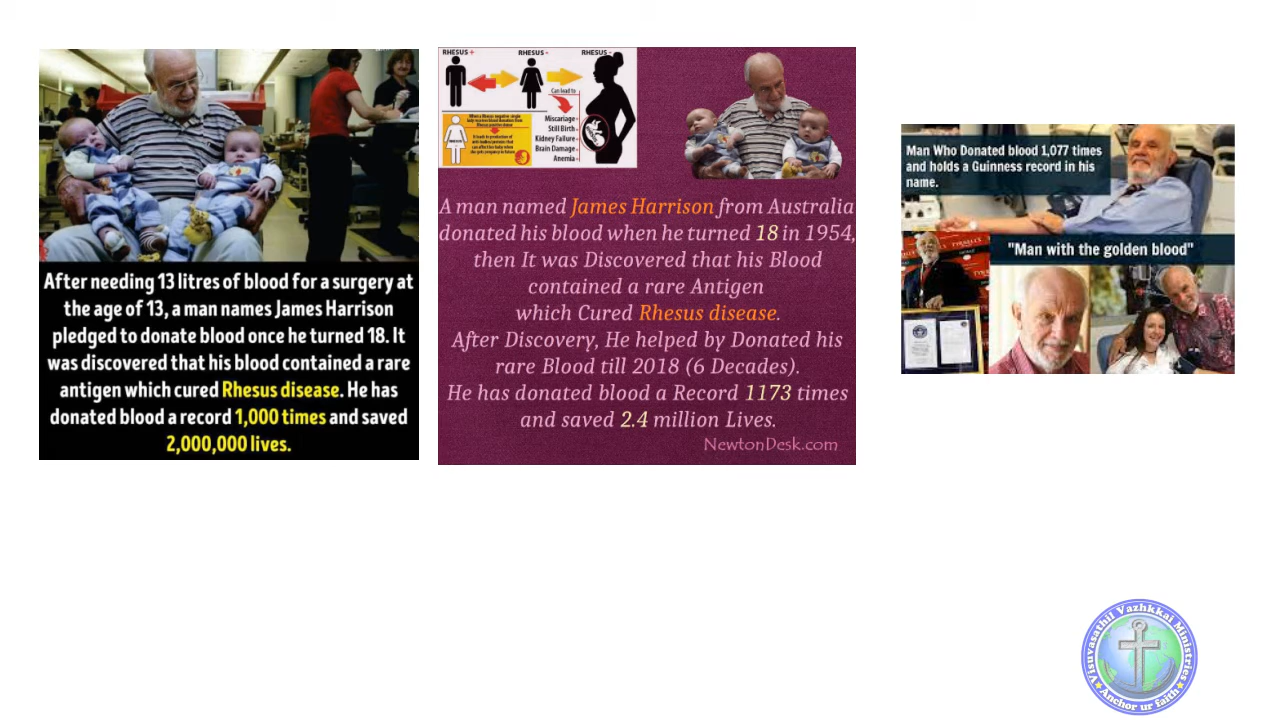 After needing 13 litres of blood for a surgery at
the age of 13, a man names James Harrison
pledged to donate blood once he turned 18. It
was discovered that his blood contained a rare
antigen which cured Rhesus disease. He has
donated blood a record 1,000 times and saved
2,000,000 lives.
RHESUS +
RHESUS -
RHESUS -
Can lead to
Miscariage
Still Birth
Kidney Failure
Brain Damage
Anemia
A man named James Harrison from Australia
donated his blood when he turned 18 in 1954,
then It was Discovered that his Blood
contained a rare Antigen
which Cured Rhesus disease.
After Discovery, He helped by Donated his
rare Blood till 2018 (6 Decades).
He has donated blood a Record 1173 times
and saved 2.4 million Lives.
NewtonDesk.com
Man Who Donated blood 1,077 times
and holds a Guinness record in his
name.
"Man with the golden blood"
Visuvasathil Vazhkkai Ministries
Anchor ur faith